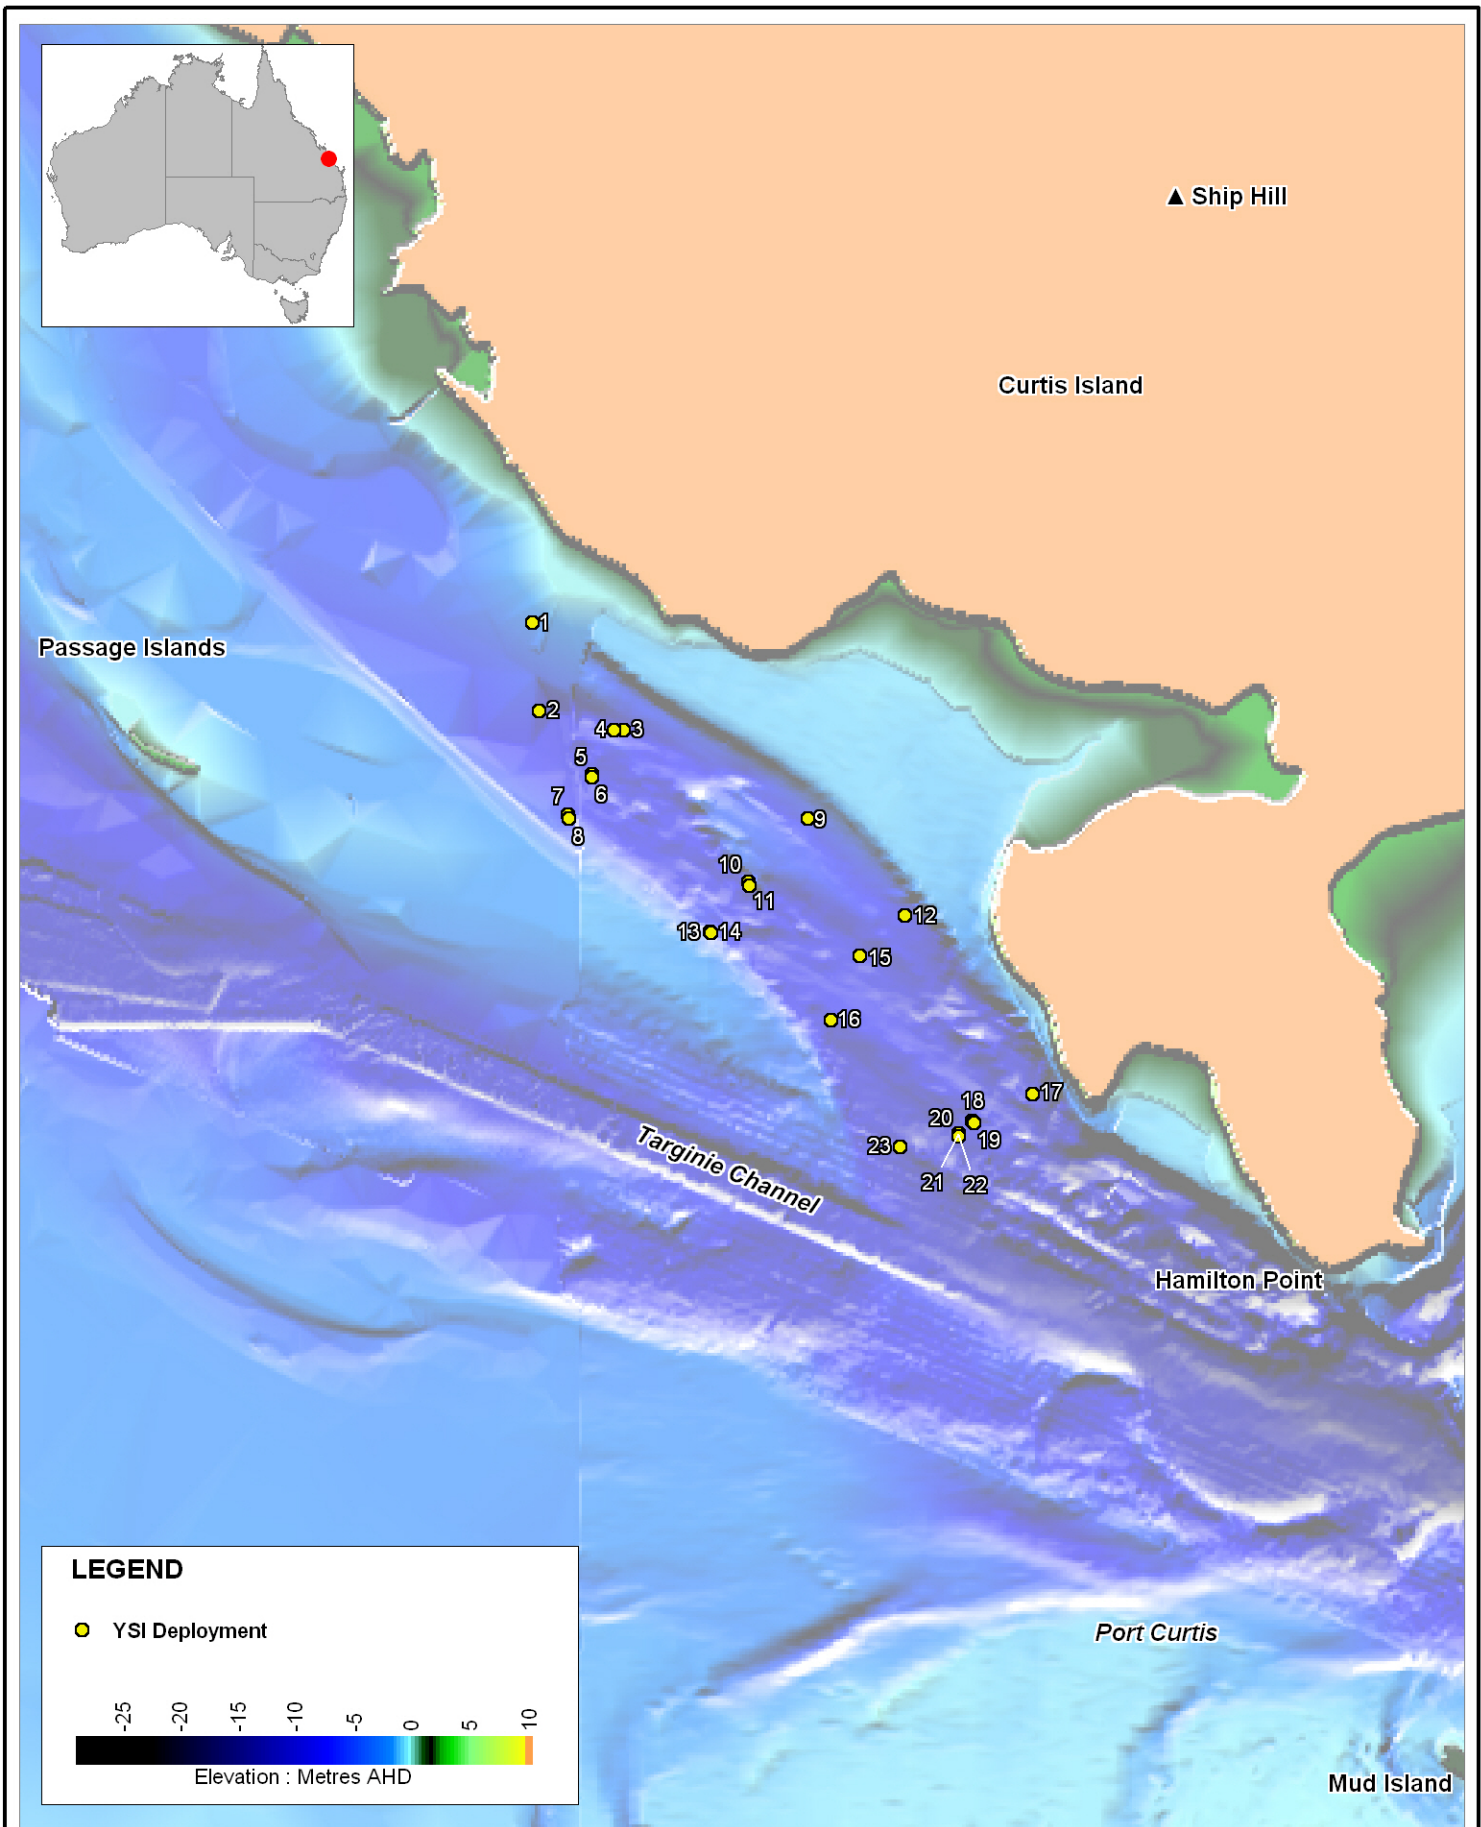 Ship Hill
Curtis Island
1
Passage Islands
2
4
3
5
6
7
8
9
10
11
12
13
14
15
16
17
18
20
19
23
21
22
Targinie Channel
Hamilton Point
LEGEND
YSI Deployment
-25 -20 -15 -10 -5 0 5 10
Elevation : Metres AHD
Port Curtis
Mud Island